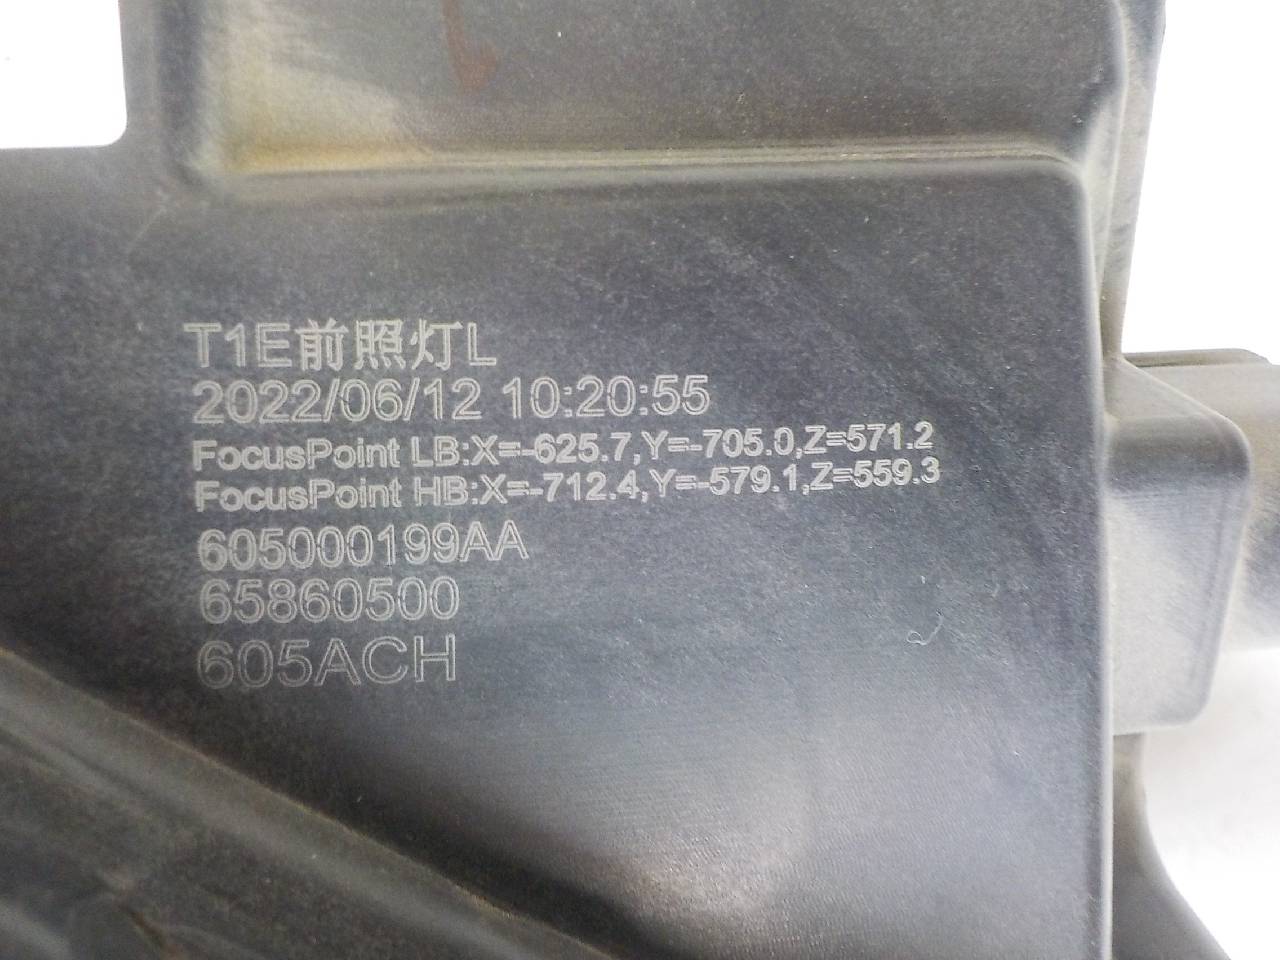 T1E前照灯L
2022/06/12 10:20:55
FocusPoint LB:X=-625.7,Y=-705.0,Z=571.2
FocusPoint HB:X=-712.4,Y=-579.1,Z=559.3
605000199AA
65860500
605ACH